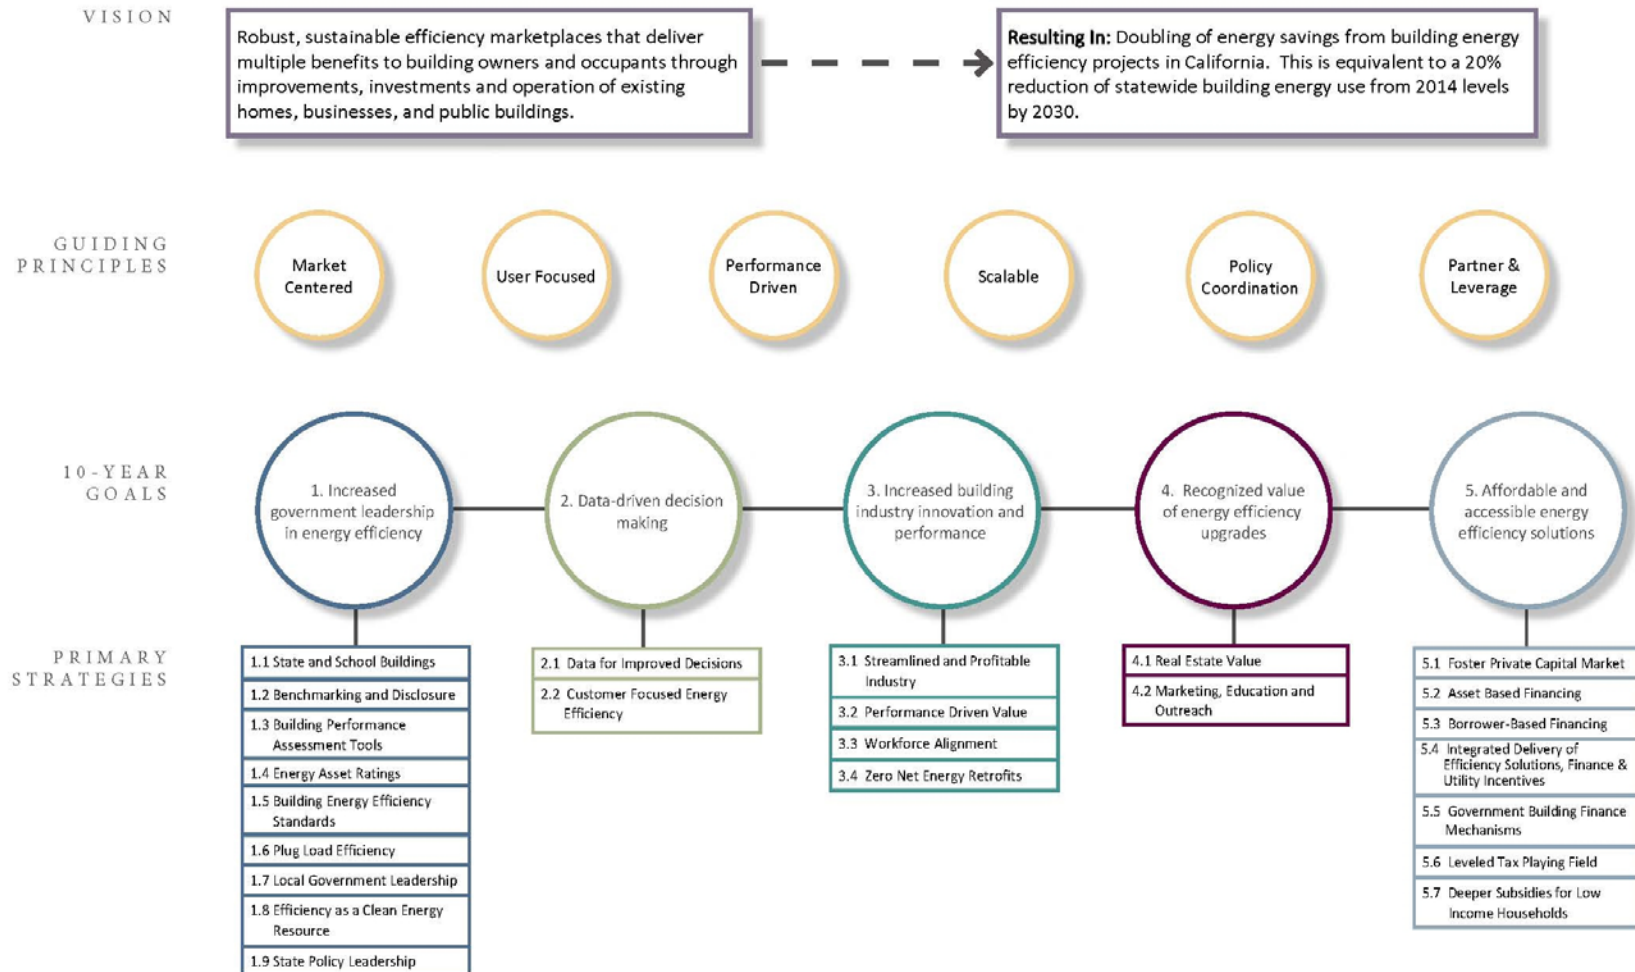 VISION
Robust, sustainable efficiency marketplaces that deliver
multiple benefits to building owners and occupants through
improvements, investments and operation of existing
homes, businesses, and public buildings.
Resulting In: Doubling of energy savings from building energy
efficiency projects in California. This is equivalent to a 20%
reduction of statewide building energy use from 2014 levels
by 2030.
GUIDING
PRINCIPLES
Market
Centered
User Focused
Performance
Driven
Scalable
Policy
Coordination
Partner &
Leverage
10-YEAR
GOALS
1. Increased
government leadership
in energy efficiency
2. Data-driven decision
making
3. Increased building
industry innovation and
performance
4. Recognized value
of energy efficiency
upgrades
5. Affordable and
accessible energy
efficiency solutions
PRIMARY
STRATEGIES
1.1 State and School Buildings
1.2 Benchmarking and Disclosure
1.3 Building Performance
Assessment Tools
1.4 Energy Asset Ratings
1.5 Building Energy Efficiency
Standards
1.6 Plug Load Efficiency
1.7 Local Government Leadership
1.8 Efficiency as a Clean Energy
Resource
1.9 State Policy Leadership
2.1 Data for Improved Decisions
2.2 Customer Focused Energy
Efficiency
3.1 Streamlined and Profitable
Industry
3.2 Performance Driven Value
3.3 Workforce Alignment
3.4 Zero Net Energy Retrofits
4.1 Real Estate Value
4.2 Marketing, Education and
Outreach
5.1 Foster Private Capital Market
5.2 Asset Based Financing
5.3 Borrower-Based Financing
5.4 Integrated Delivery of
Efficiency Solutions, Finance &
Utility Incentives
5.5 Government Building Finance
Mechanisms
5.6 Leveled Tax Playing Field
5.7 Deeper Subsidies for Low
Income Households